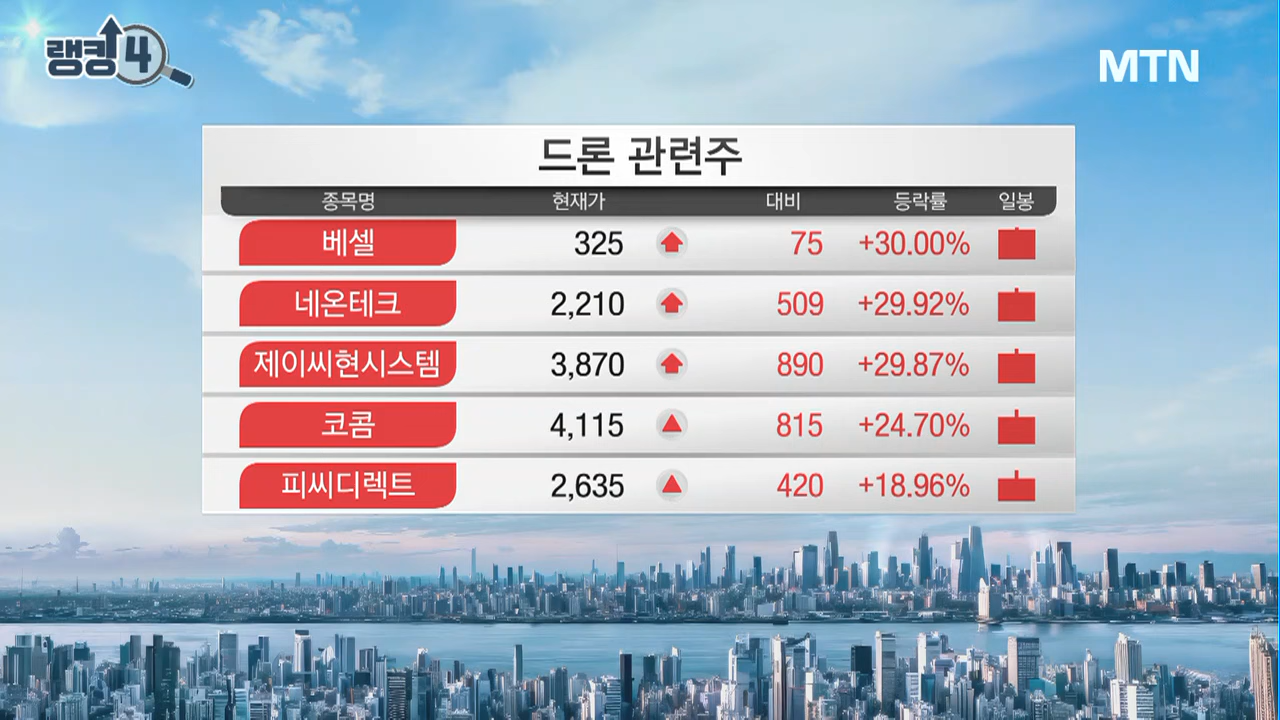 랭킹4
MTN
드론 관련주
종목명 현재가 대비 등락률 일봉
베셀 325 75 +30.00%
네온테크 2,210 509 +29.92%
제이씨현시스템 3,870 890 +29.87%
코콤 4,115 815 +24.70%
피씨디렉트 2,635 420 +18.96%